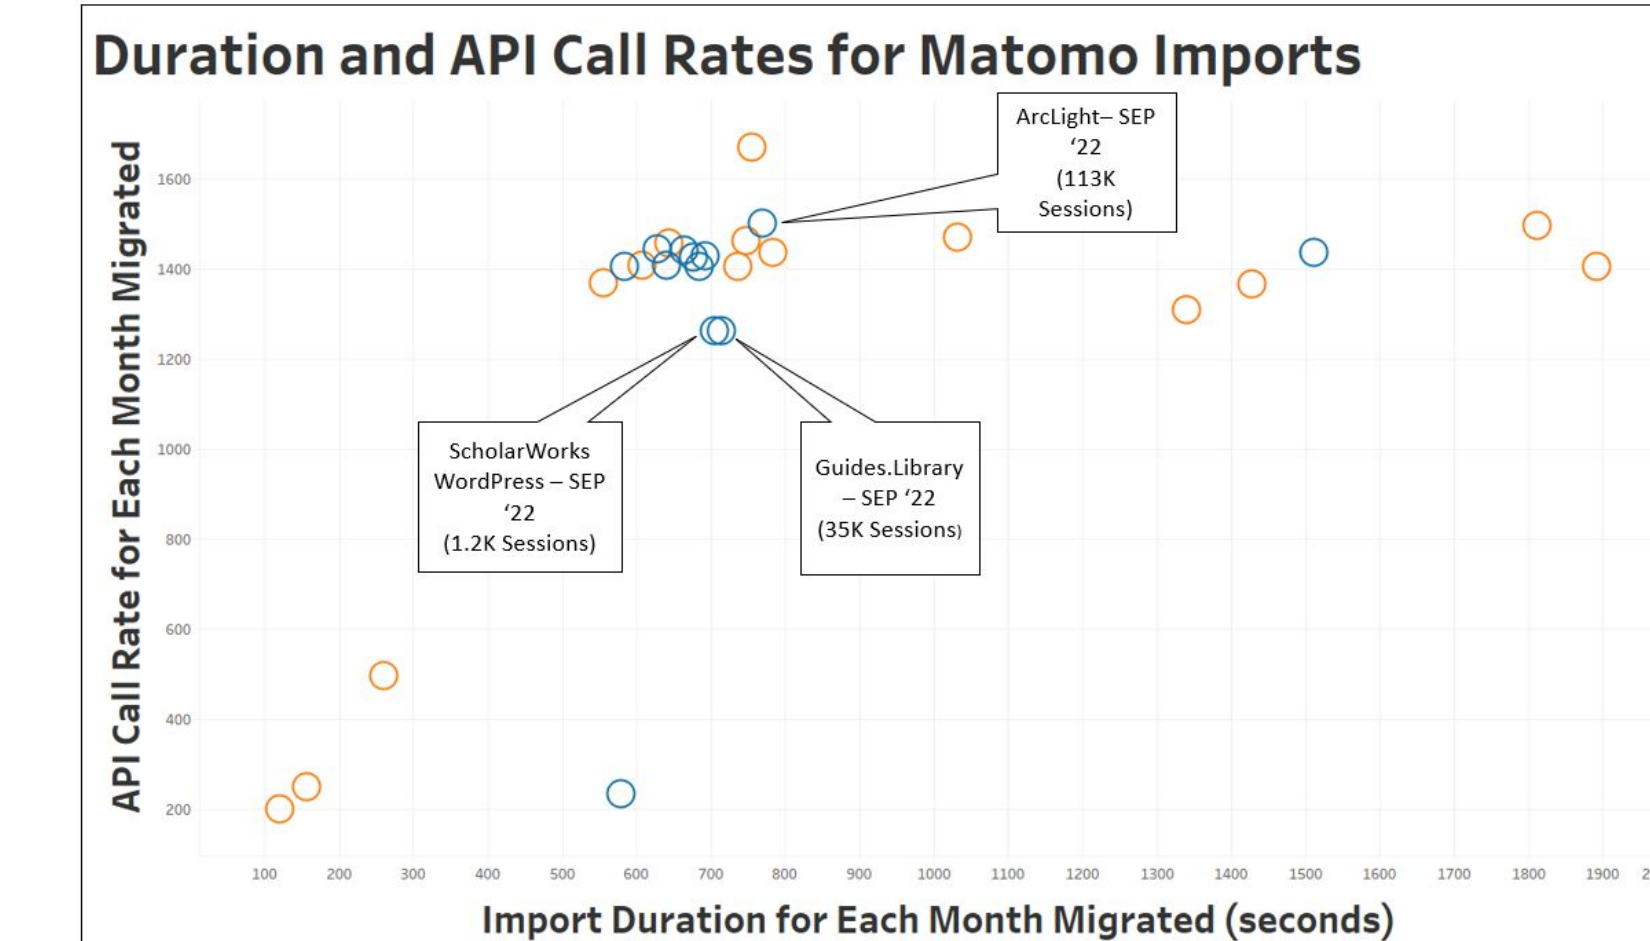 Duration and API Call Rates for Matomo Imports
API Call Rate for Each Month Migrated
ArcLight– SEP
‘22
(113K
Sessions)
1600
1400
1200
1000
800
600
400
200
ScholarWorks
WordPress – SEP
‘22
(1.2K Sessions)
Guides.Library
– SEP ‘22
(35K Sessions)
100 200 300 400 500 600 700 800 900 1000 1100 1200 1300 1400 1500 1600 1700 1800 1900
Import Duration for Each Month Migrated (seconds)